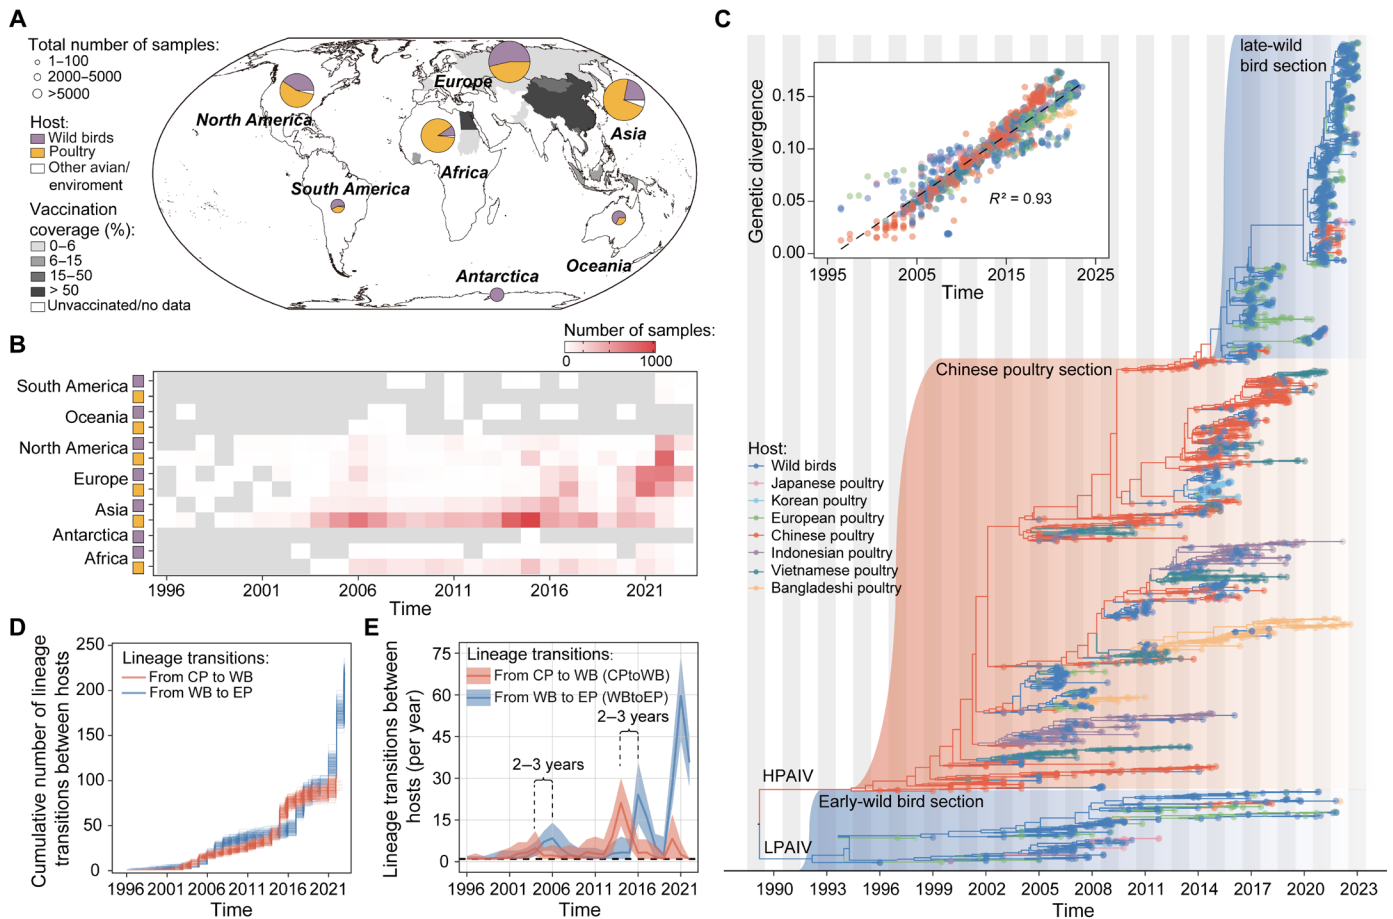 A
Total number of samples:
1–100
2000–5000
>5000
Host:
Wild birds
Poultry
Other avian/
enviroment
Vaccination
coverage (%):
0–6
6–15
15–50
> 50
Unvaccinated/no data
North America
Europe
Asia
Africa
South America
Oceania
Antarctica
B
Number of samples:
0
1000
South America
Oceania
North America
Europe
Asia
Antarctica
Africa
1996
2001
2006
2011
2016
2021
Time
C
late-wild
bird section
Genetic divergence
0.15
0.10
0.05
0.00
R² = 0.93
1995
2005
2015
2025
Time
Chinese poultry section
Host:
Wild birds
Japanese poultry
Korean poultry
European poultry
Chinese poultry
Indonesian poultry
Vietnamese poultry
Bangladeshi poultry
HPAIV
Early-wild bird section
LPAIV
1990
1993
1996
1999
2002
2005
2008
2011
2014
2017
2020
2023
Time
D
Cumulative number of lineage
transitions between hosts
250
200
150
100
50
0
Lineage transitions:
From CP to WB
From WB to EP
1996
2001
2006
2011
2016
2021
Time
E
Lineage transitions between
hosts (per year)
75
60
45
30
15
0
Lineage transitions:
From CP to WB (CPtoWB)
From WB to EP (WBtoEP)
2–3 years
2–3 years
1996
2001
2006
2011
2016
2021
Time